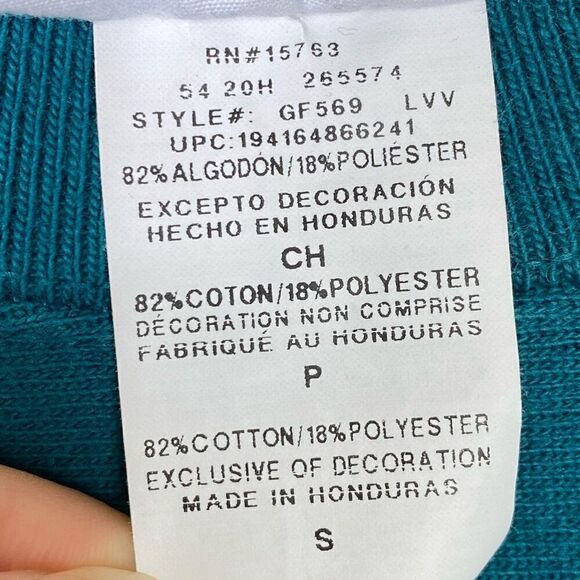 RN#15763
54 20H 265574
STYLE#: GF569 LVV
UPC:194164866241
82%ALGODÓN/18%POLIÉSTER
EXCEPTO DECORACIÓN
HECHO EN HONDURAS
CH
82%COTON/18%POLYESTER
DÉCORATION NON COMPRISE
FABRIQUÉ AU HONDURAS
P
82%COTTON/18%POLYESTER
EXCLUSIVE OF DECORATION
MADE IN HONDURAS
S